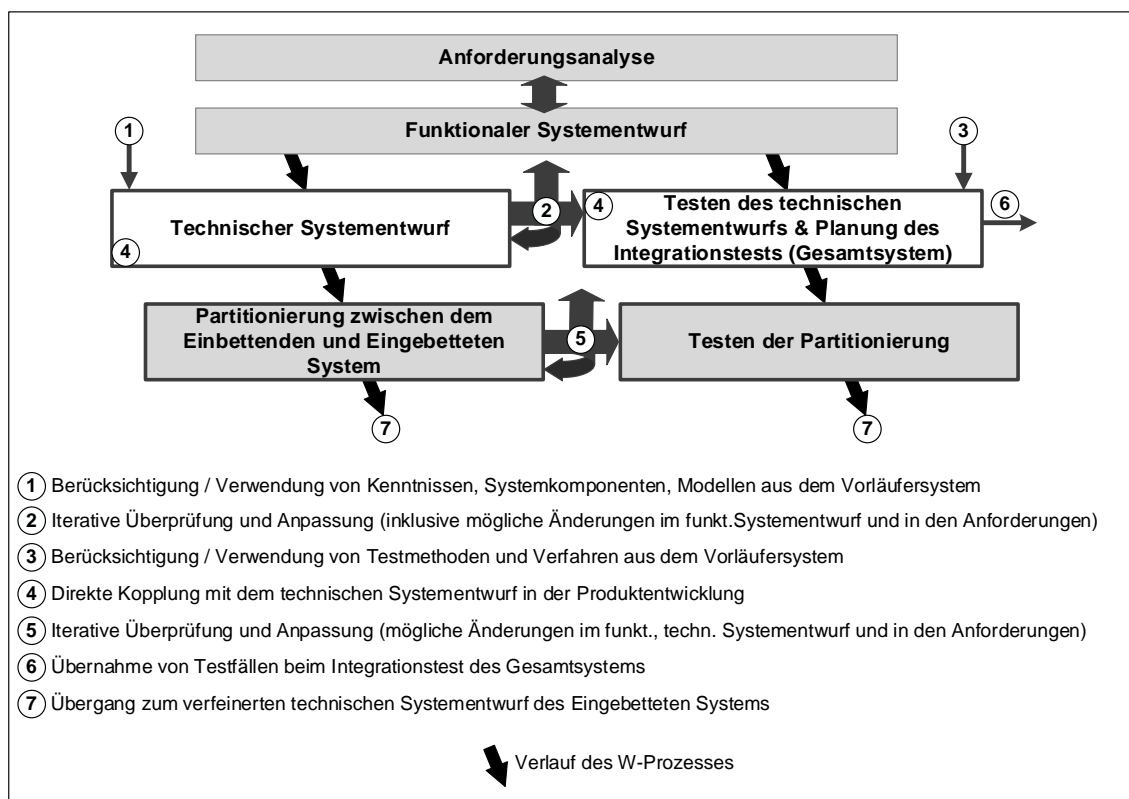 Anforderungsanalyse
Funktionaler Systementwurf
1
3
Technischer Systementwurf
4
2
4
Testen des technischen
Systementwurfs & Planung des
Integrationstests (Gesamtsystem)
6
Partitionierung zwischen dem
Einbettenden und Eingebetteten
System
5
Testen der Partitionierung
7
7
1 Berücksichtigung / Verwendung von Kenntnissen, Systemkomponenten, Modellen aus dem Vorläufersystem
2 Iterative Überprüfung und Anpassung (inklusive mögliche Änderungen im funkt.Systementwurf und in den Anforderungen)
3 Berücksichtigung / Verwendung von Testmethoden und Verfahren aus dem Vorläufersystem
4 Direkte Kopplung mit dem technischen Systementwurf in der Produktentwicklung
5 Iterative Überprüfung und Anpassung (mögliche Änderungen im funkt., techn. Systementwurf und in den Anforderungen)
6 Übernahme von Testfällen beim Integrationstest des Gesamtsystems
7 Übergang zum verfeinerten technischen Systementwurf des Eingebetteten Systems
Verlauf des W-Prozesses